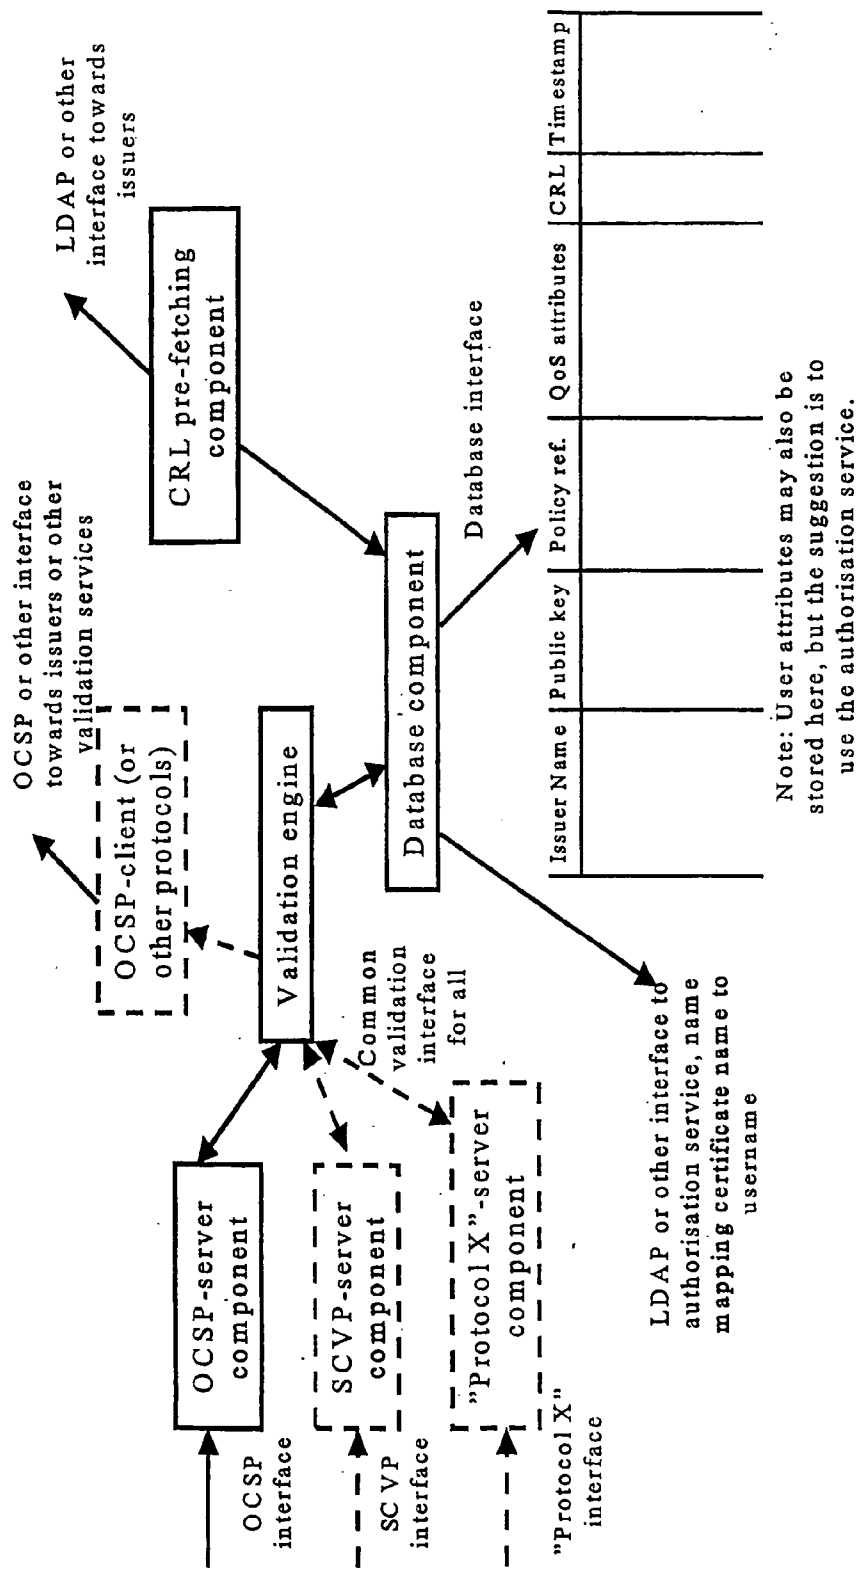 OCSP or other interface
towards issuers or other
validation services
LDAP or other
interface towards
issuers
OCSP-client (or
other protocols)
CRL pre-fetching
component
OCSP-server
component
OCSP
interface
Validation engine
SCVP-server
component
SCVP
interface
Common
validation
interface
for all
Database component
Database interface
"Protocol X"-server
component
"Protocol X"
interface
Issuer Name Public key Policy ref. QoS attributes CRL Timestamp
LDAP or other interface to
authorisation service, name
mapping certificate name to
username
Note: User attributes may also be
stored here, but the suggestion is to
use the authorisation service.